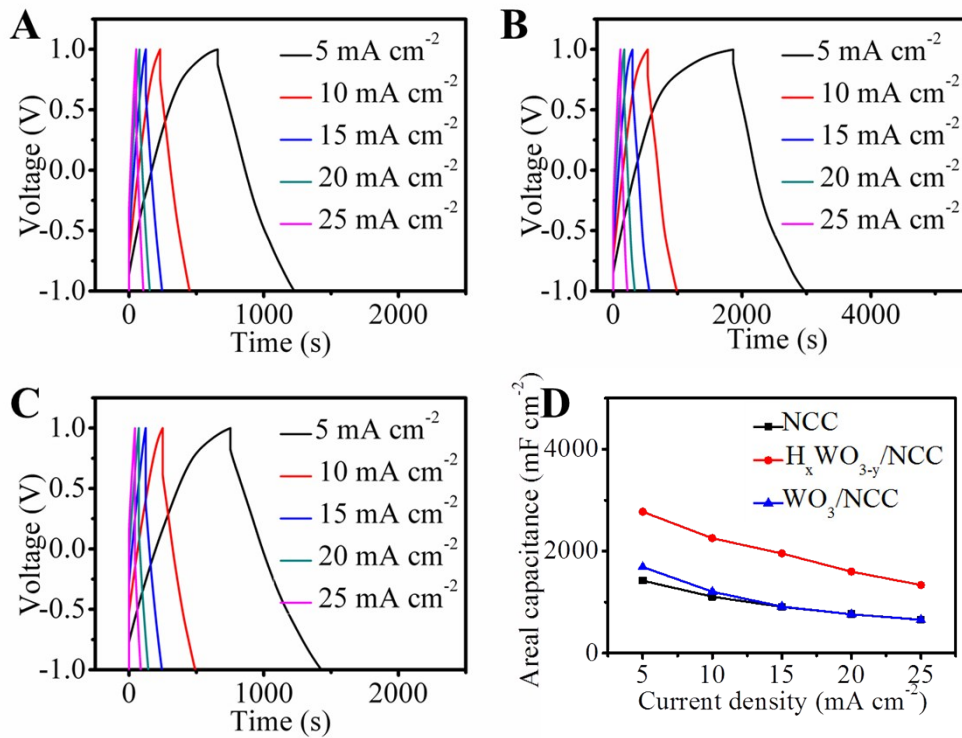 A
1.0
0.5
0.0
-0.5
-1.0
Voltage (V)
5 mA cm⁻²
10 mA cm⁻²
15 mA cm⁻²
20 mA cm⁻²
25 mA cm⁻²
0 1000 2000
Time (s)
B
1.0
0.5
0.0
-0.5
-1.0
Voltage (V)
5 mA cm⁻²
10 mA cm⁻²
15 mA cm⁻²
20 mA cm⁻²
25 mA cm⁻²
0 2000 4000
Time (s)
C
1.0
0.5
0.0
-0.5
-1.0
Voltage (V)
5 mA cm⁻²
10 mA cm⁻²
15 mA cm⁻²
20 mA cm⁻²
25 mA cm⁻²
0 1000 2000
Time (s)
D
4000
2000
0
Areal capacitance (mF cm⁻²)
NCC
HₓWO₃₋ᵧ/NCC
WO₃/NCC
5 10 15 20 25
Current density (mA cm⁻²)